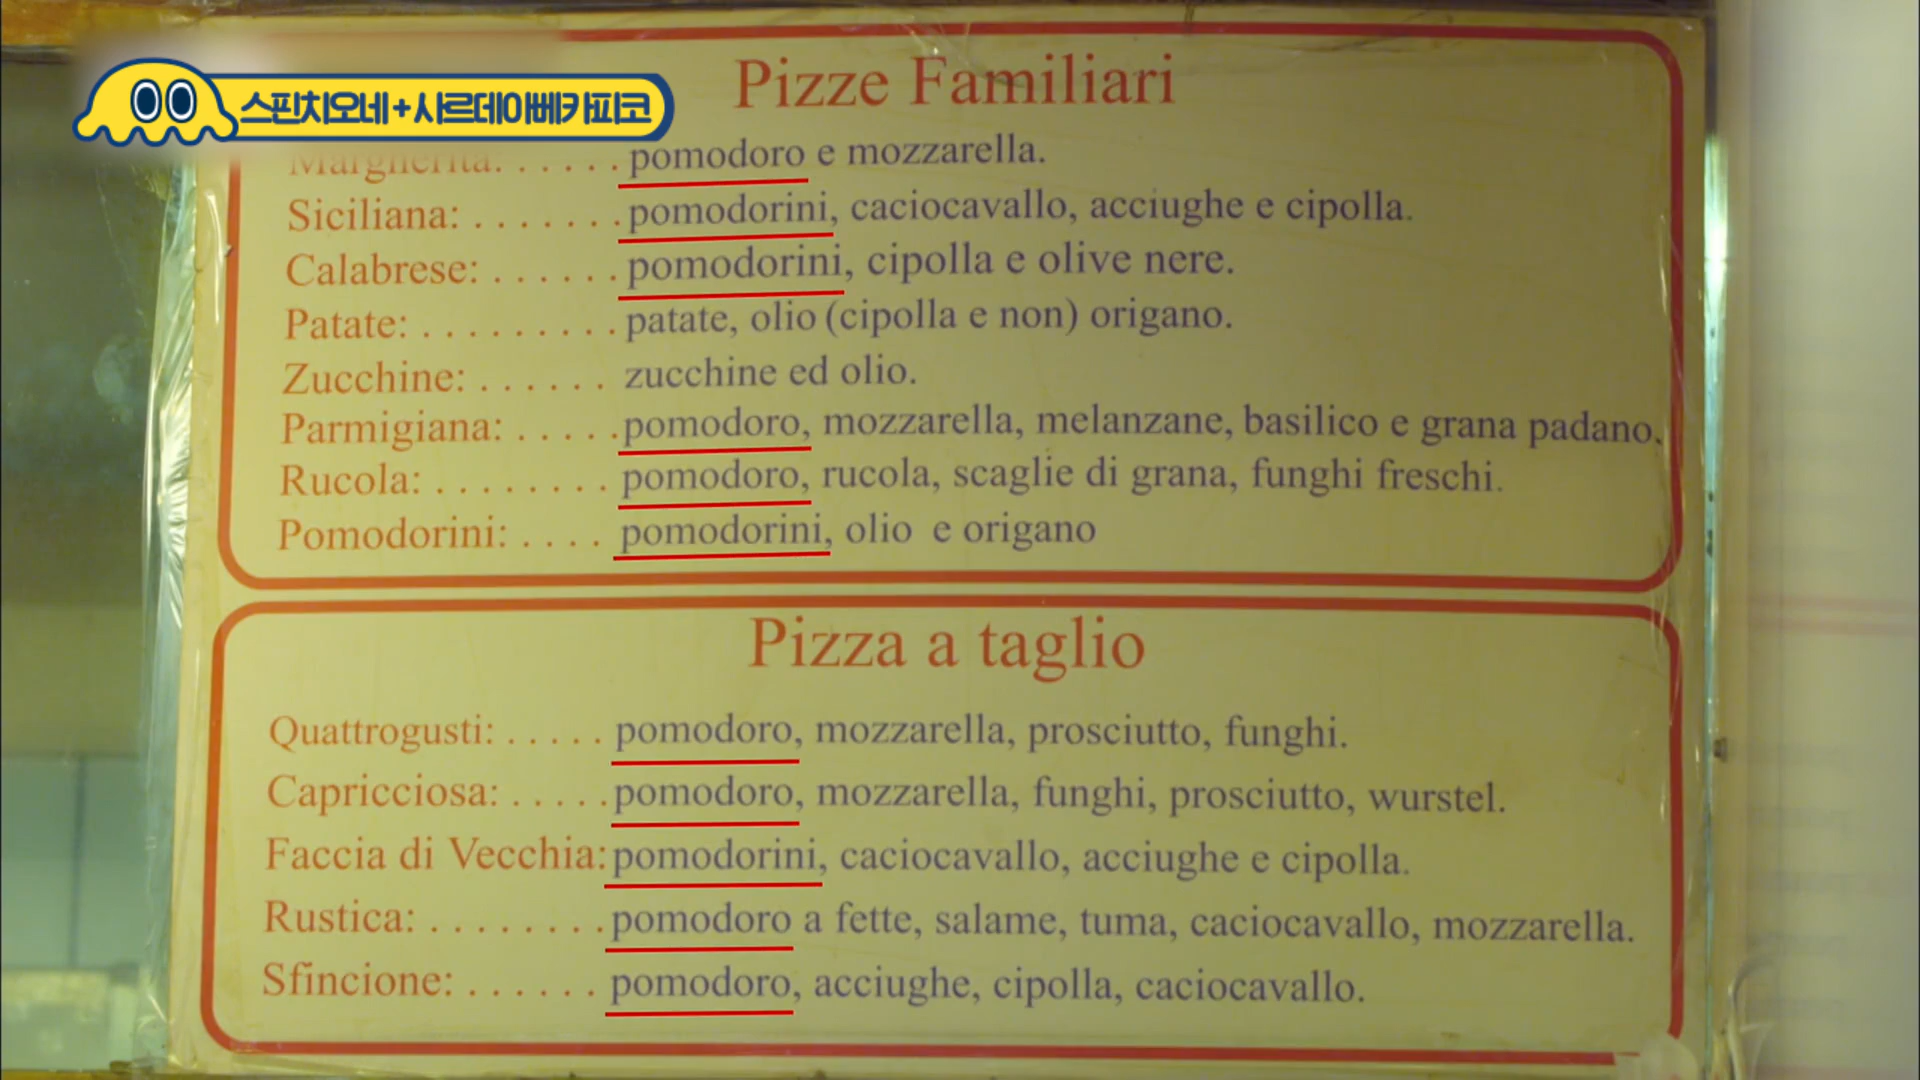 스핀치오네+사르데아베카피코
Pizze Familiari
Margherita: . . . . . . pomodoro e mozzarella.
Siciliana: . . . . . . . pomodorini, caciocavallo, acciughe e cipolla.
Calabrese: . . . . . . pomodorini, cipolla e olive nere.
Patate: . . . . . . . . . patate, olio (cipolla e non) origano.
Zucchine: . . . . . . zucchine ed olio.
Parmigiana: . . . . . pomodoro, mozzarella, melanzane, basilico e grana padano.
Rucola: . . . . . . . . pomodoro, rucola, scaglie di grana, funghi freschi.
Pomodorini: . . . . pomodorini, olio e origano
Pizza a taglio
Quattrogusti: . . . . . pomodoro, mozzarella, prosciutto, funghi.
Capricciosa: . . . . . pomodoro, mozzarella, funghi, prosciutto, wurstel.
Faccia di Vecchia: pomodorini, caciocavallo, acciughe e cipolla.
Rustica: . . . . . . . . pomodoro a fette, salame, tuma, caciocavallo, mozzarella.
Sfincione: . . . . . . pomodoro, acciughe, cipolla, caciocavallo.